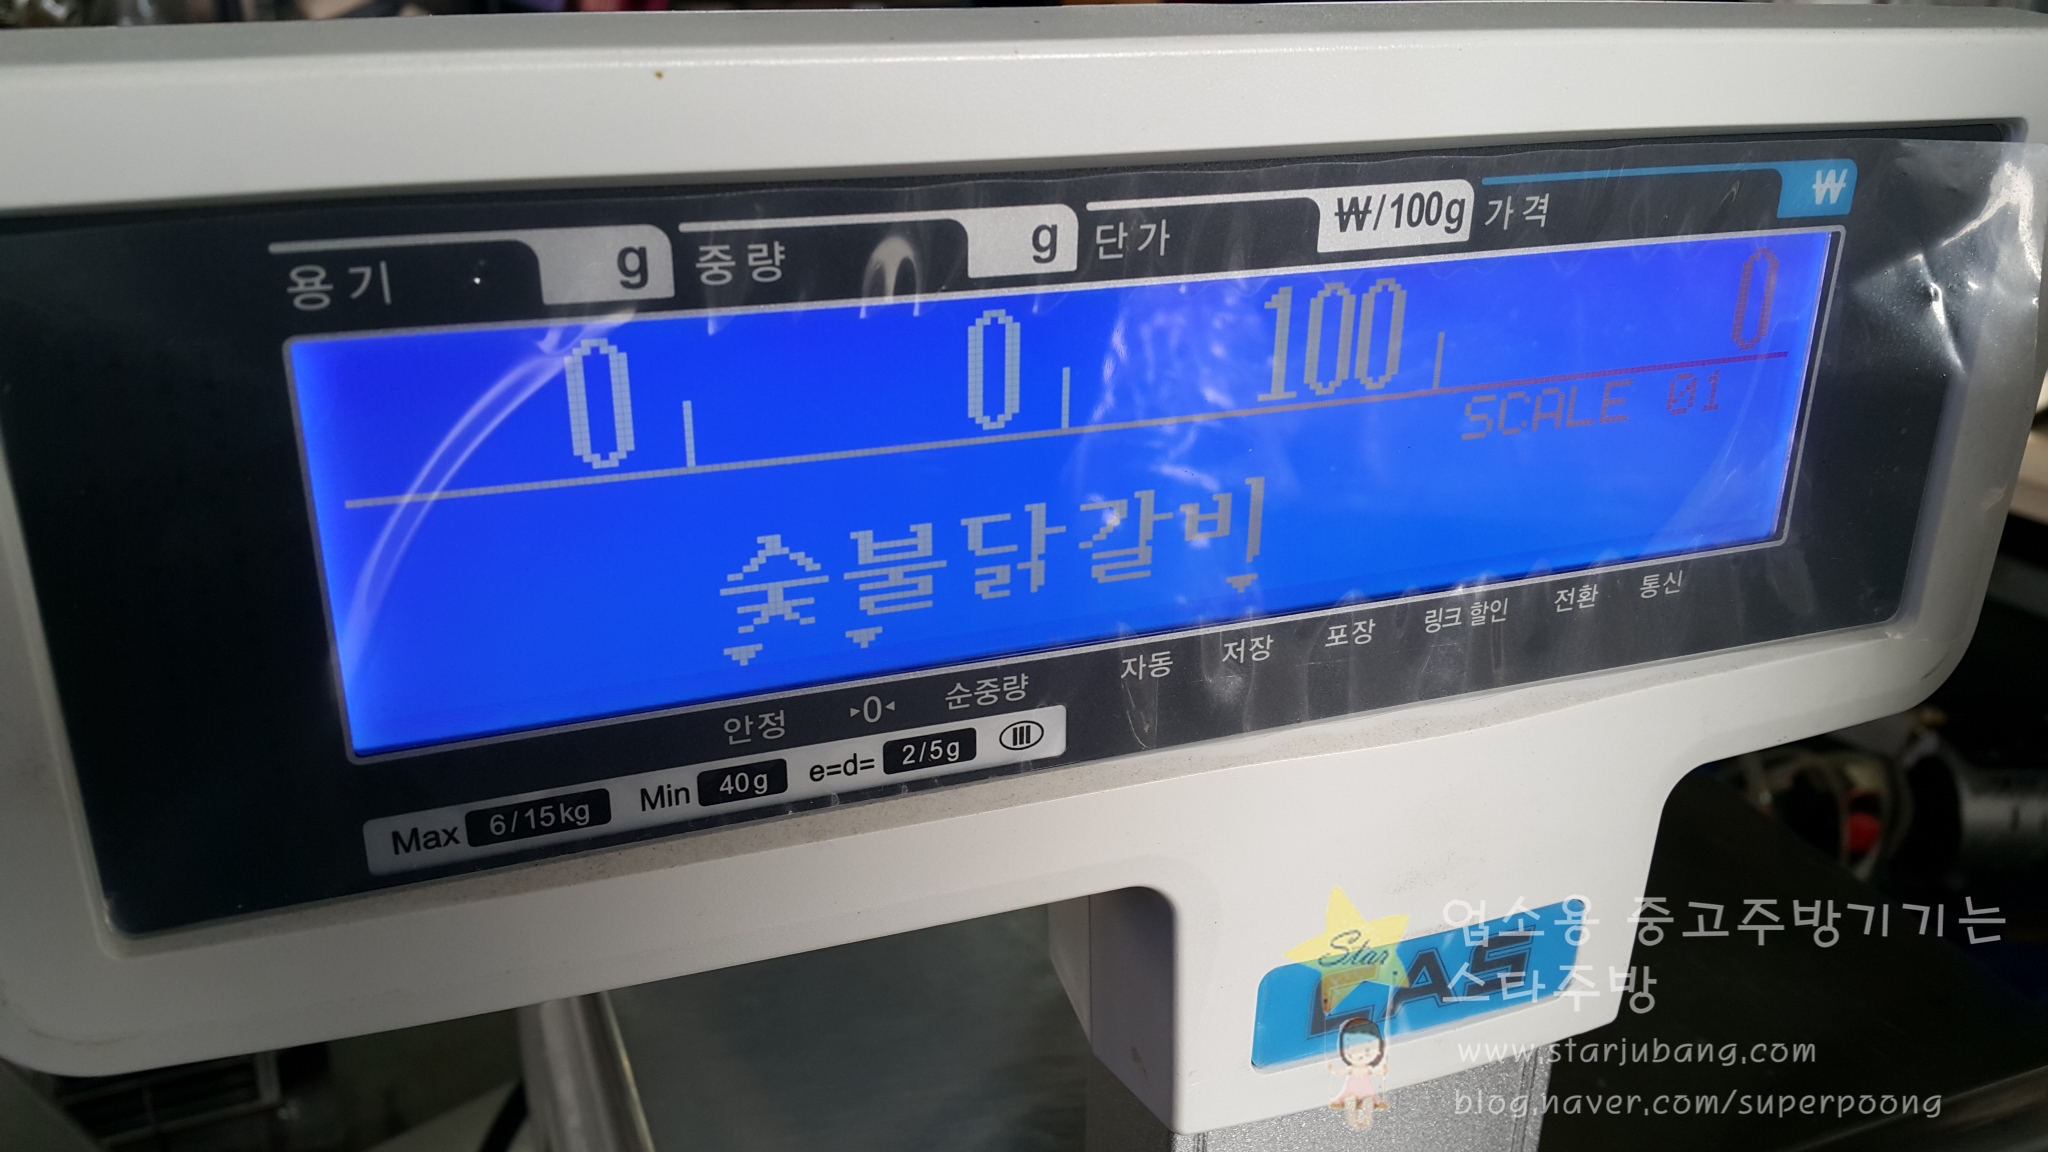 용기 g 중량 g 단가 ₩/100g 가격 ₩
0 0 100 0
SCALE 01
숯불닭갈비
안정 ▸0◂ 순중량 자동 저장 포장 링크 할인 전환 통신
Max 6/15kg Min 40g e=d= 2/5g III
CAS
Star
업소용 중고주방기기는
스타주방
www.starjubang.com
blog.naver.com/superpoong